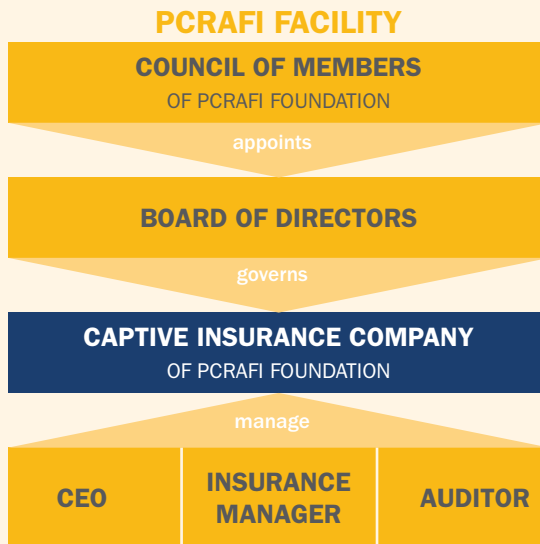 PCRAFI FACILITY
COUNCIL OF MEMBERS
OF PCRAFI FOUNDATION
appoints
BOARD OF DIRECTORS
governs
CAPTIVE INSURANCE COMPANY
OF PCRAFI FOUNDATION
manage
CEO
INSURANCE
MANAGER
AUDITOR